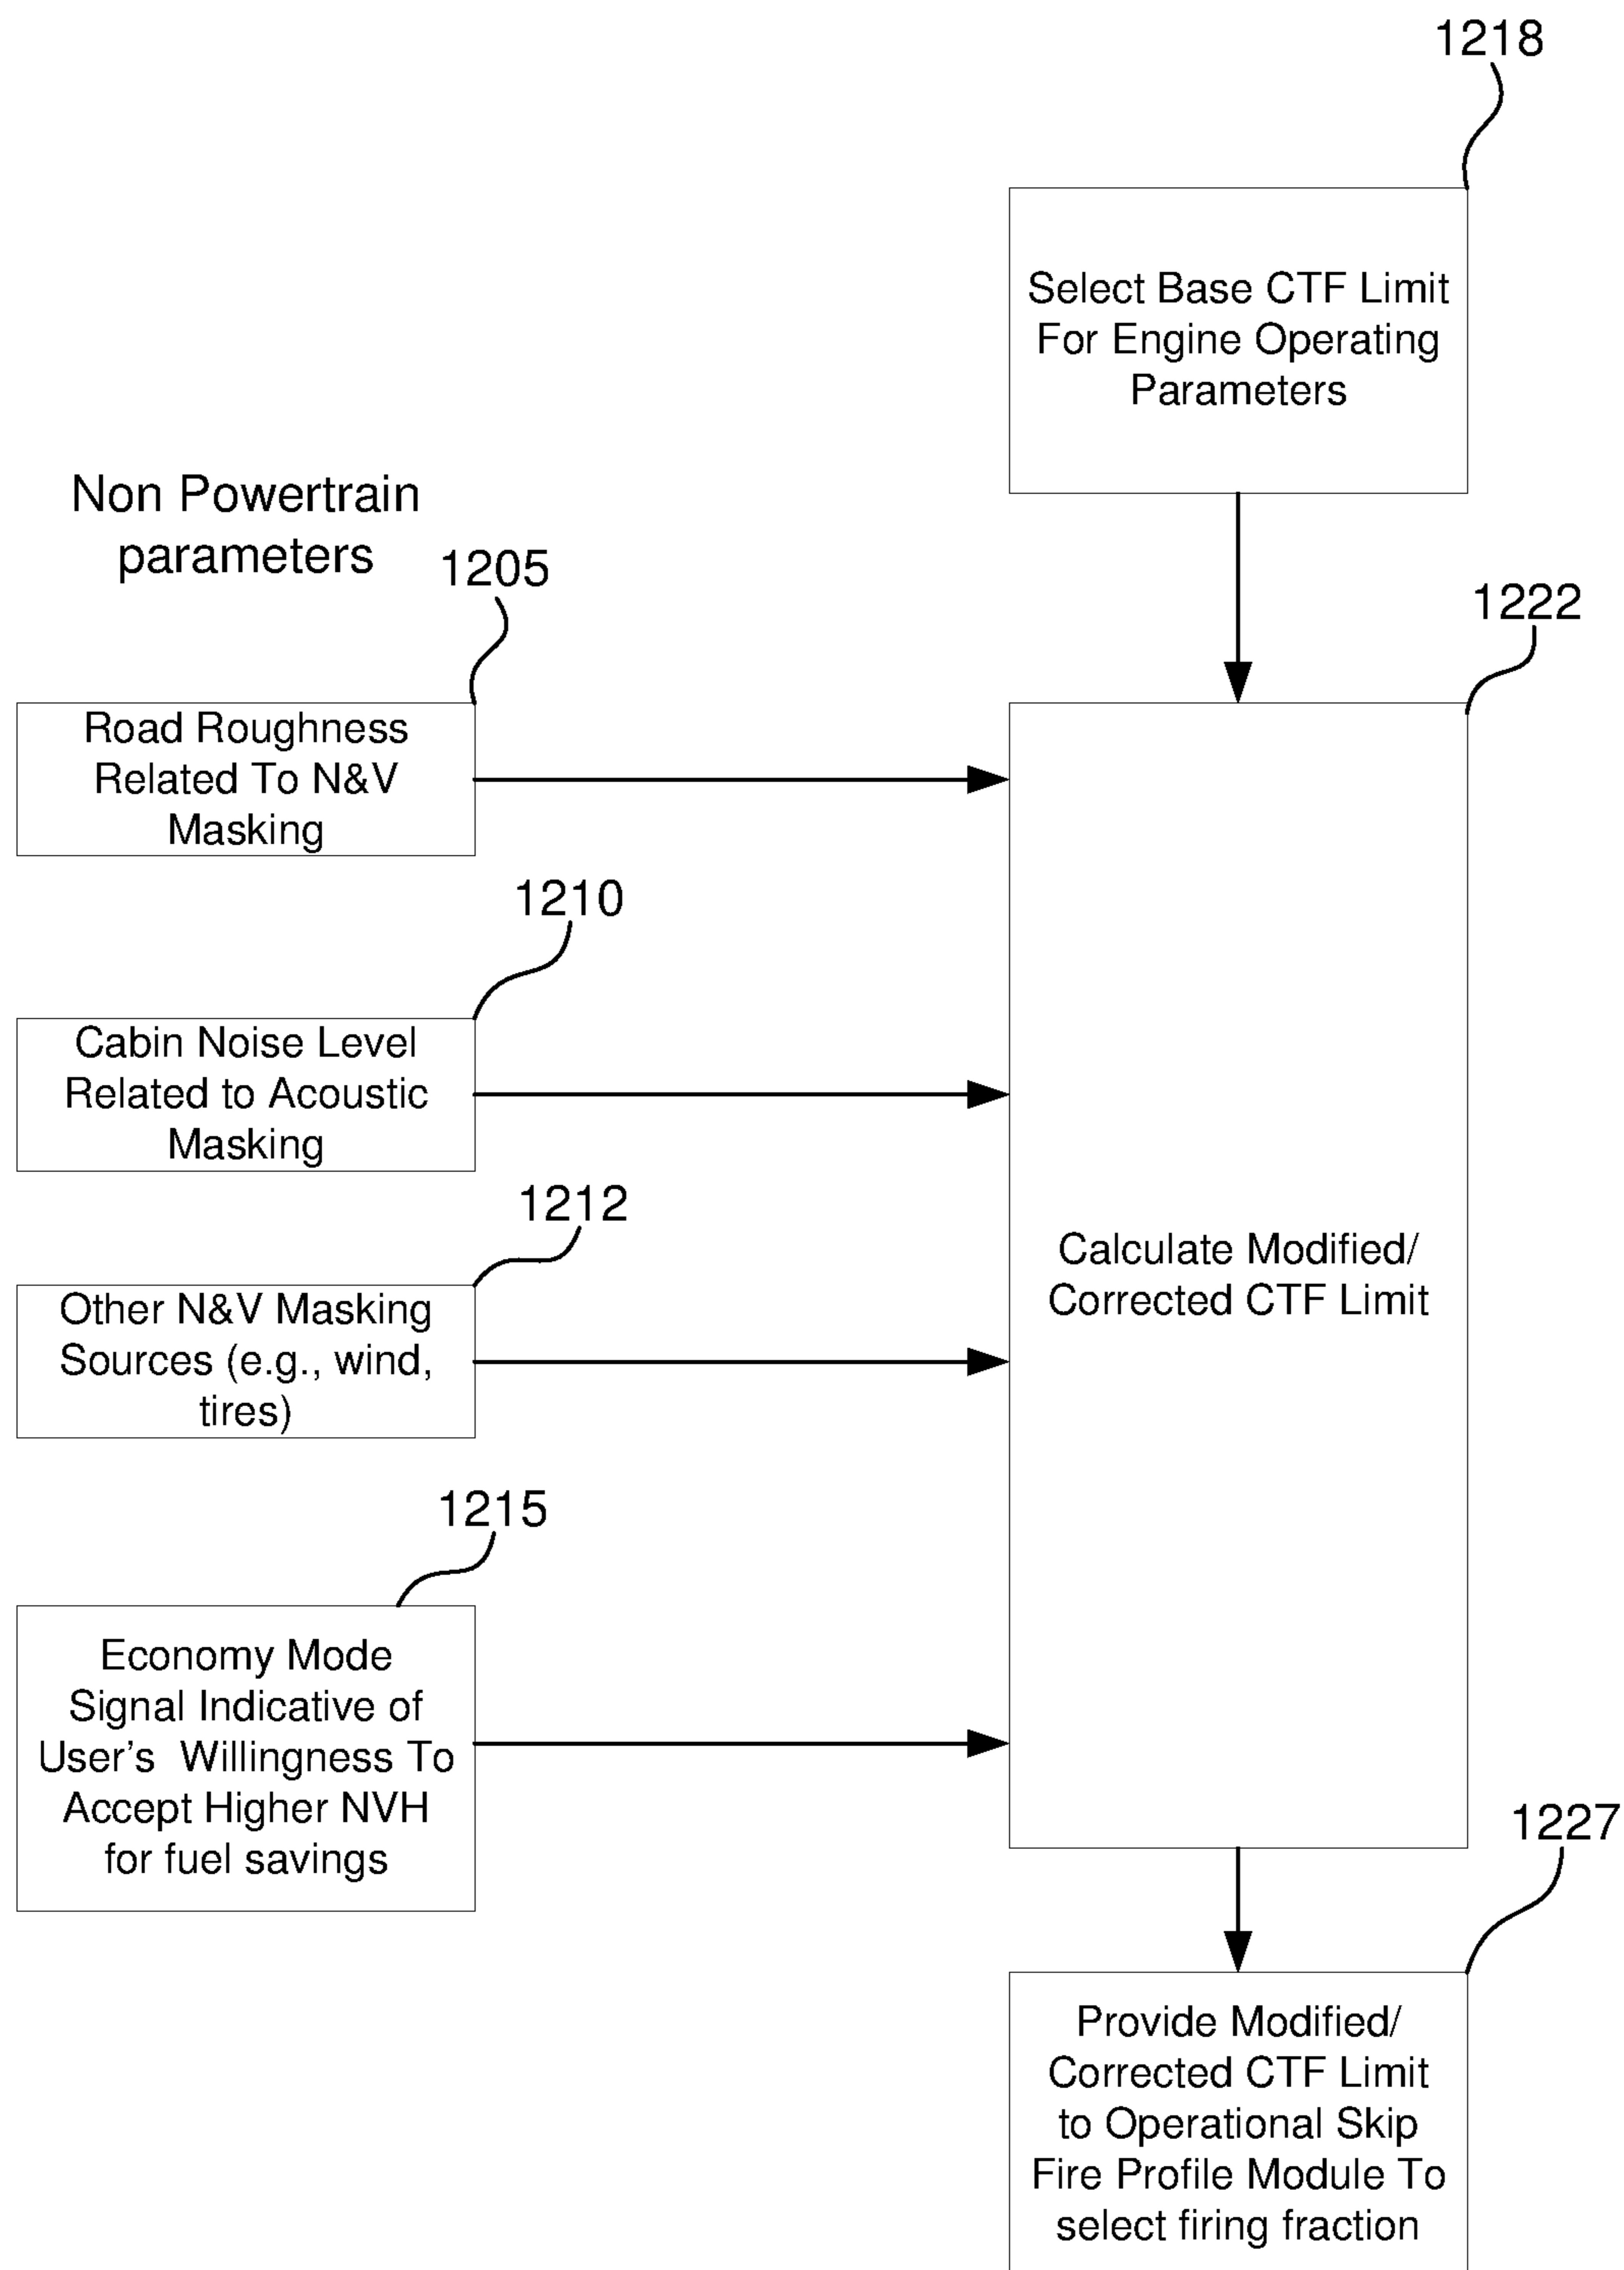 1218
Select Base CTF Limit
For Engine Operating
Parameters
Non Powertrain
parameters
1205
1222
Road Roughness
Related To N&V
Masking
1210
Cabin Noise Level
Related to Acoustic
Masking
1212
Other N&V Masking
Sources (e.g., wind,
tires)
Calculate Modified/
Corrected CTF Limit
1215
Economy Mode
Signal Indicative of
User's  Willingness To
Accept Higher NVH
for fuel savings
1227
Provide Modified/
Corrected CTF Limit
to Operational Skip
Fire Profile Module To
select firing fraction